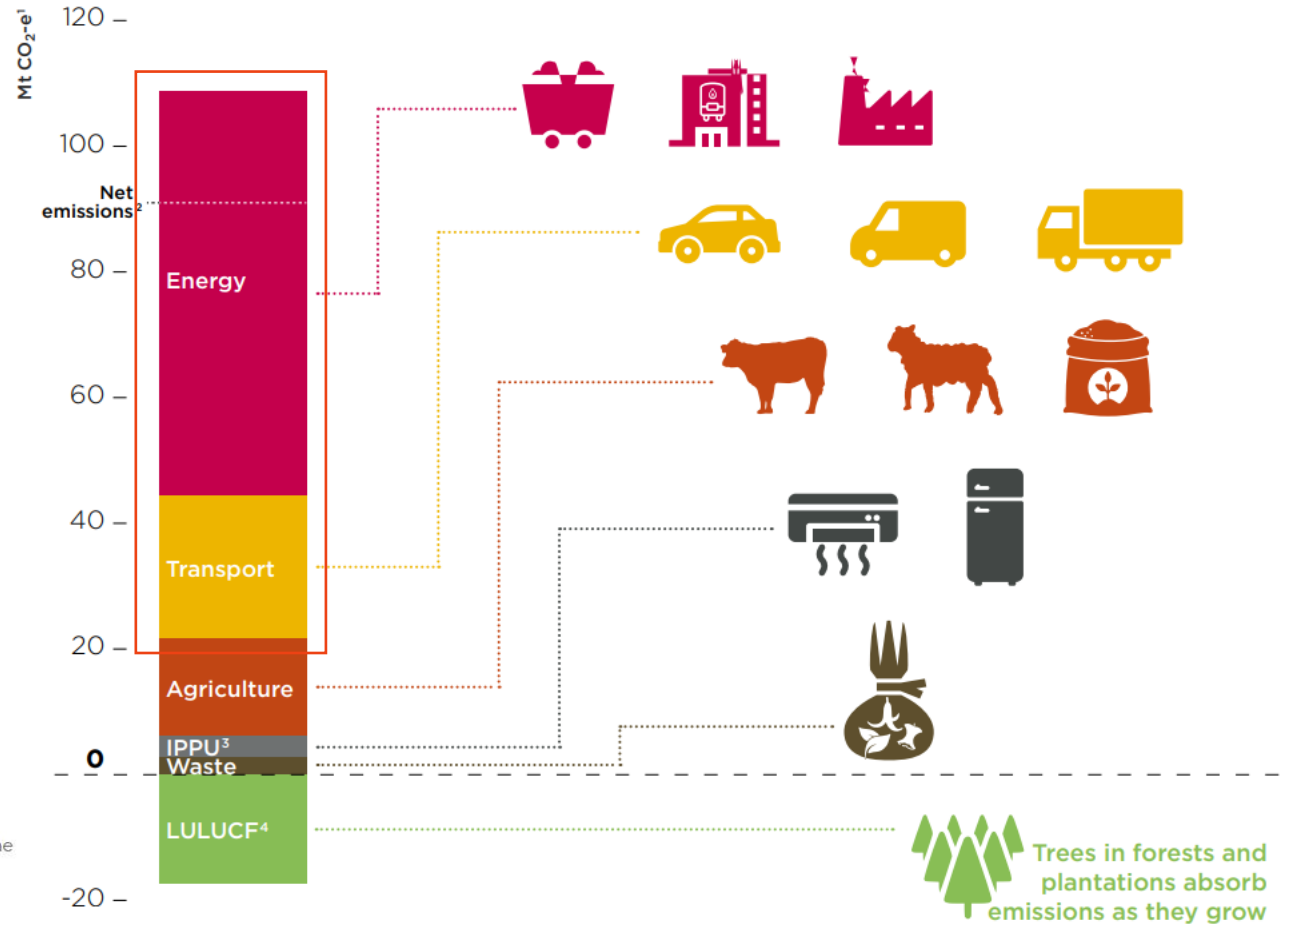 Mt CO₂-e¹
120
100
Net
emissions²
80
Energy
60
40
Transport
20
Agriculture
IPPU³
0
Waste
LULUCF⁴
ne
-20
Trees in forests and
plantations absorb
emissions as they grow